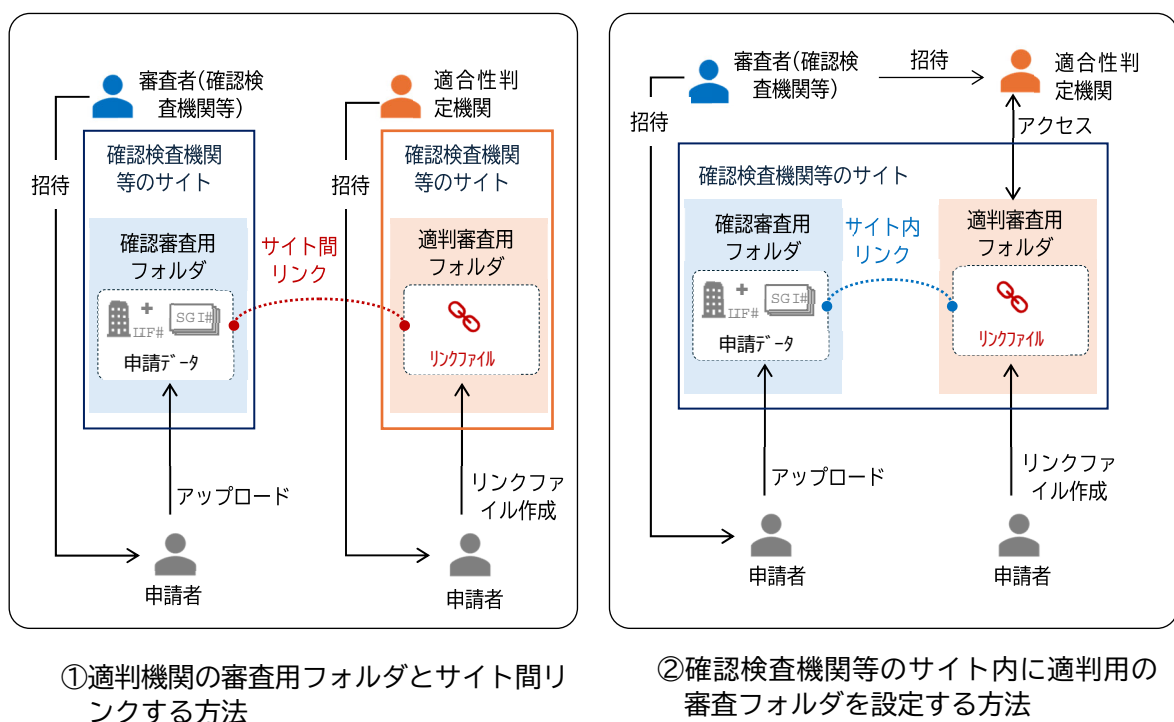 審査者(確認検
査機関等)
適合性判
定機関
招待
確認検査機関
等のサイト
招待
確認検査機関
等のサイト
確認審査用
フォルダ
サイト間
リンク
適判審査用
フォルダ
IIF#
SGI#
申請データ
リンクファイル
アップロード
リンクファ
イル作成
申請者
申請者
①適判機関の審査用フォルダとサイト間リ
ンクする方法
審査者(確認検
査機関等)
招待
適合性判
定機関
招待
アクセス
確認検査機関等のサイト
確認審査用
フォルダ
サイト内
リンク
適判審査用
フォルダ
IIF#
SGI#
申請データ
リンクファイル
アップロード
リンクファ
イル作成
申請者
申請者
②確認検査機関等のサイト内に適判用の
審査フォルダを設定する方法